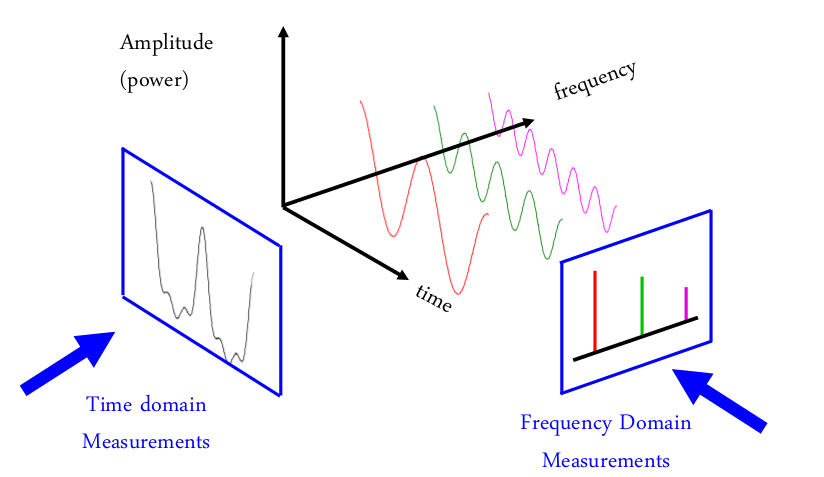 Amplitude
(power)
frequency
time
Time domain
Measurements
Frequency Domain
Measurements